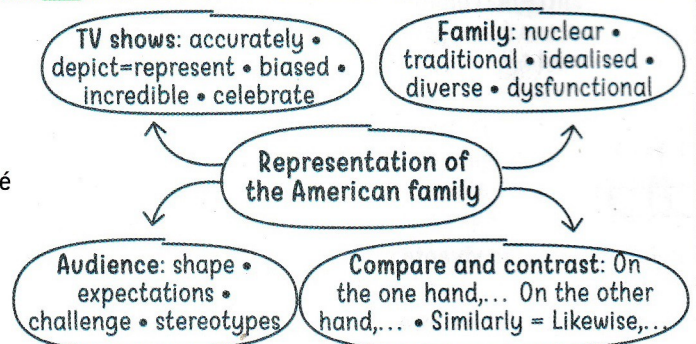 TV shows: accurately •
depict=represent • biased •
incredible • celebrate
Family: nuclear •
traditional • idealised •
diverse • dysfunctional
é
Representation of
the American family
Audience: shape •
expectations •
challenge • stereotypes
Compare and contrast: On
the one hand,... On the other
hand,... • Similarly = Likewise,...